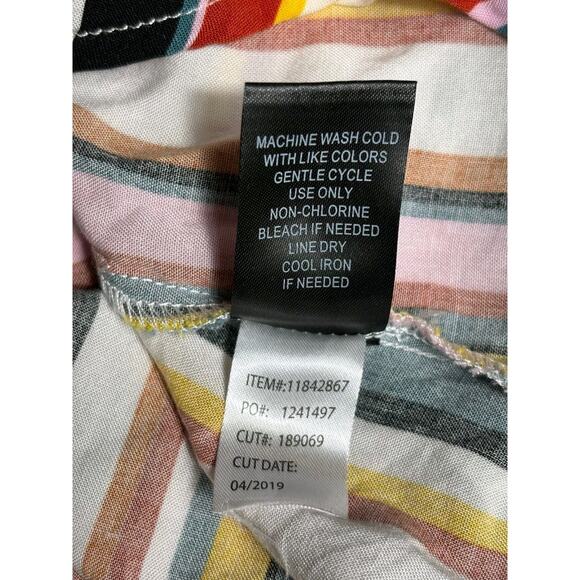 MACHINE WASH COLD
WITH LIKE COLORS
GENTLE CYCLE
USE ONLY
NON-CHLORINE
BLEACH IF NEEDED
LINE DRY
COOL IRON
IF NEEDED
ITEM#:11842867
PO#: 1241497
CUT#: 189069
CUT DATE:
04/2019